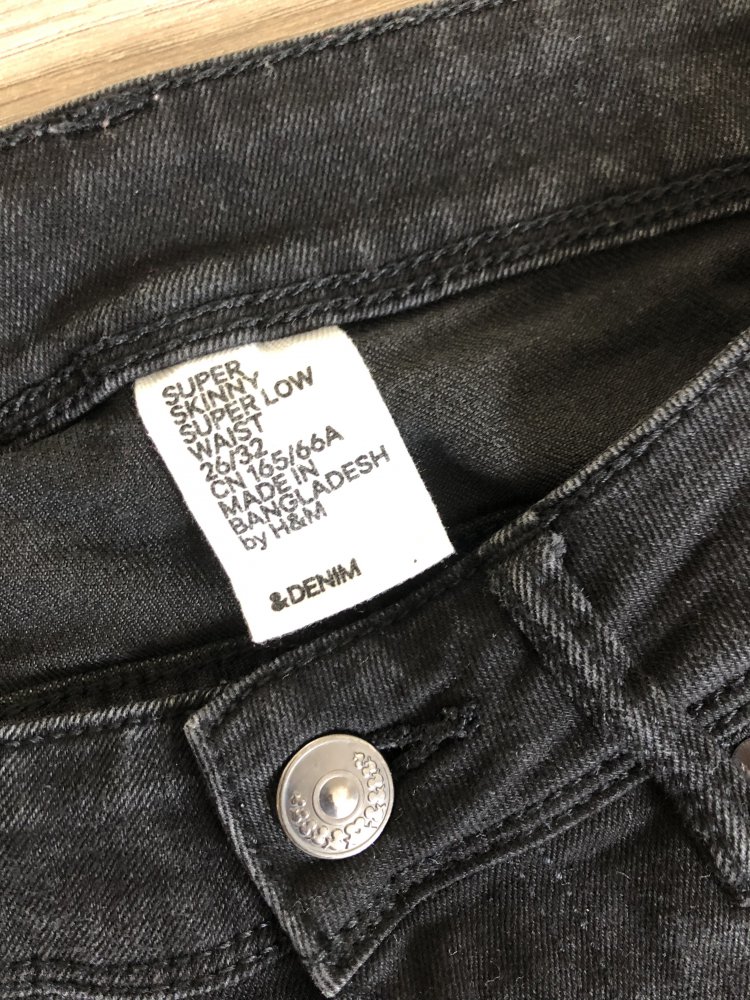 SUPER
SKINNY
SUPER LOW
WAIST
26/32
CN 165/66A
MADE IN
BANGLADESH
by H&M
&DENIM